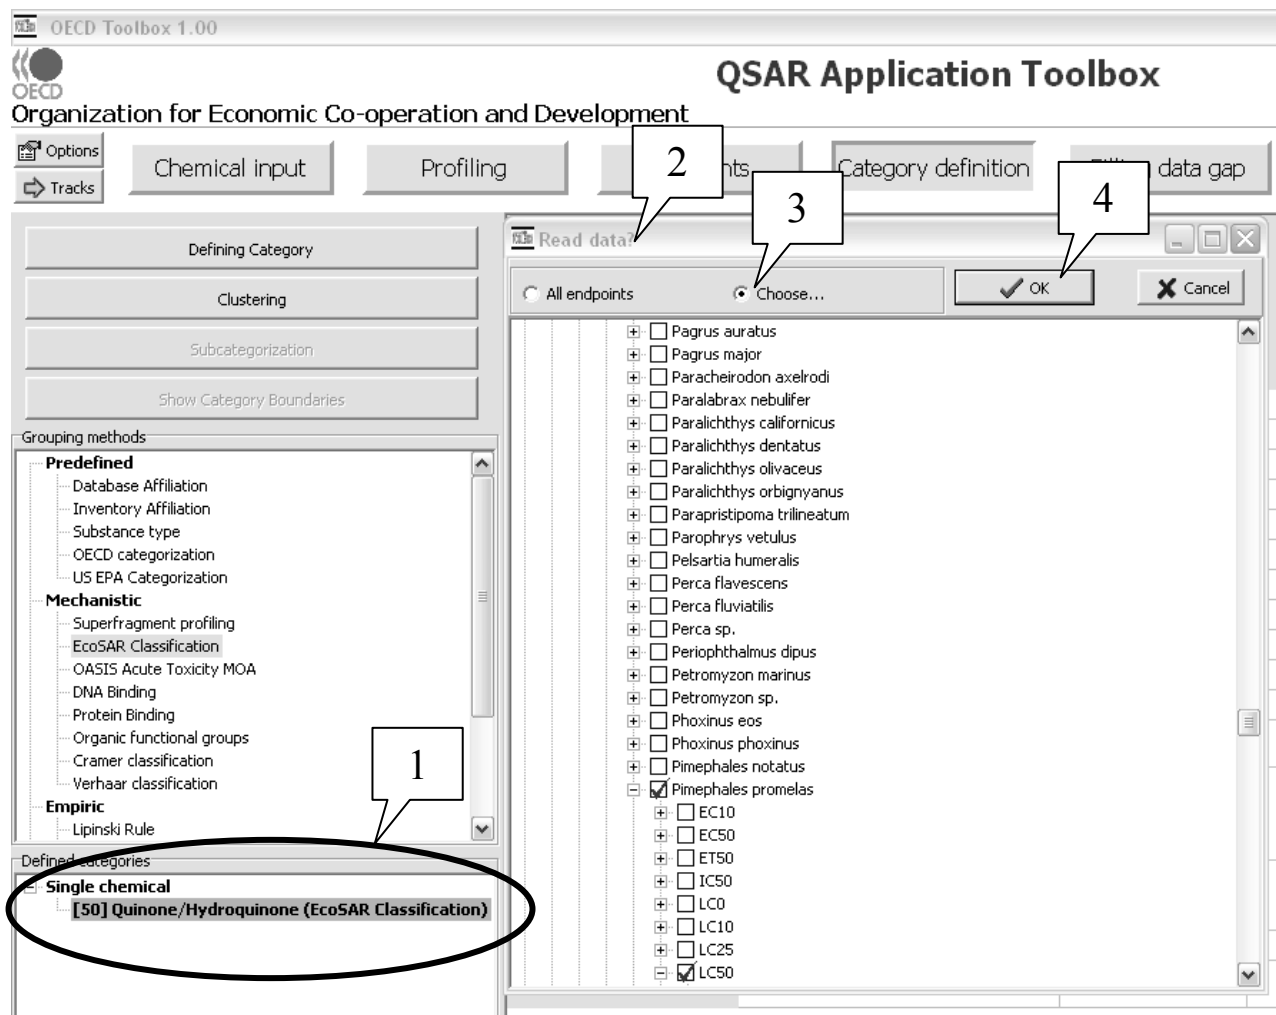 OECD Toolbox 1.00
OECD
QSAR Application Toolbox
Organization for Economic Co-operation and Development
Options
Tracks
Chemical input
Profiling
nts
Category definition
data gap
2
3
4
Defining Category
Clustering
Subcategorization
Show Category Boundaries
Grouping methods
Predefined
Database Affiliation
Inventory Affiliation
Substance type
OECD categorization
US EPA Categorization
Mechanistic
Superfragment profiling
EcoSAR Classification
OASIS Acute Toxicity MOA
DNA Binding
Protein Binding
Organic functional groups
Cramer classification
Verhaar classification
Empiric
Lipinski Rule
1
Defined categories
Single chemical
[50] Quinone/Hydroquinone (EcoSAR Classification)
Read data?
All endpoints
Choose...
OK
Cancel
Pagrus auratus
Pagrus major
Paracheirodon axelrodi
Paralabrax nebulifer
Paralichthys californicus
Paralichthys dentatus
Paralichthys olivaceus
Paralichthys orbignyanus
Parapristipoma trilineatum
Parophrys vetulus
Pelsartia humeralis
Perca flavescens
Perca fluviatilis
Perca sp.
Periophthalmus dipus
Petromyzon marinus
Petromyzon sp.
Phoxinus eos
Phoxinus phoxinus
Pimephales notatus
Pimephales promelas
EC10
EC50
ET50
IC50
LC0
LC10
LC25
LC50